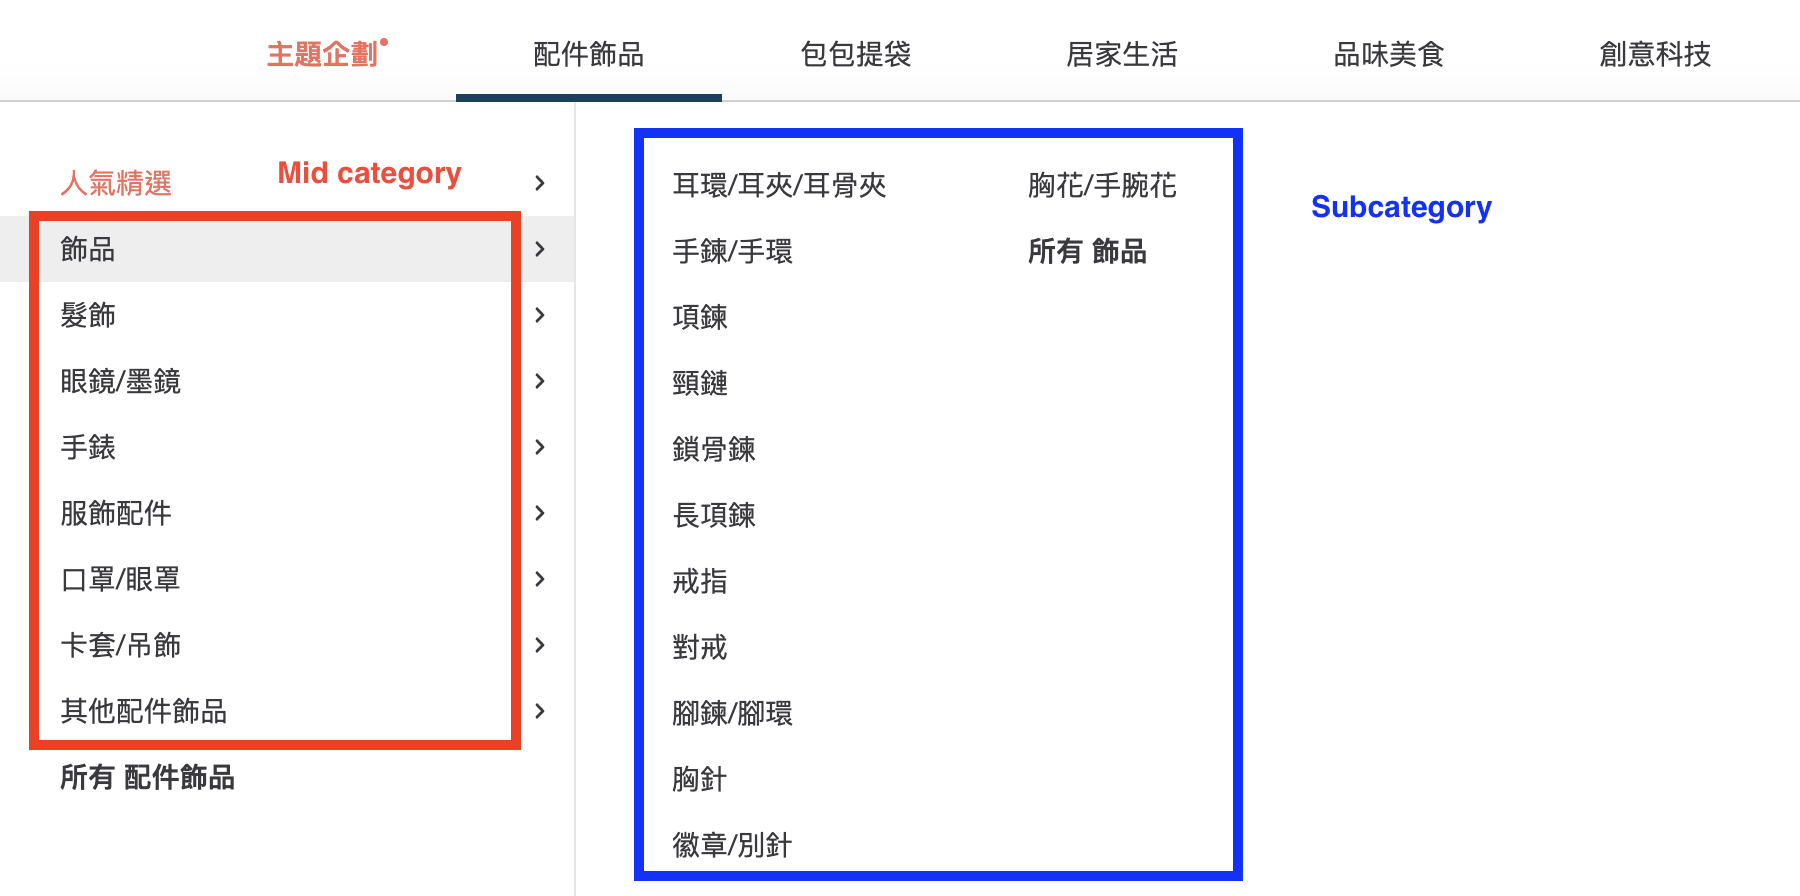 主題企劃
配件飾品
包包提袋
居家生活
品味美食
創意科技
人氣精選
Mid category
飾品
髮飾
眼鏡/墨鏡
手錶
服飾配件
口罩/眼罩
卡套/吊飾
其他配件飾品
所有 配件飾品
耳環/耳夾/耳骨夾
手鍊/手環
項鍊
頸鏈
鎖骨鍊
長項鍊
戒指
對戒
腳鍊/腳環
胸針
徽章/別針
胸花/手腕花
所有 飾品
Subcategory